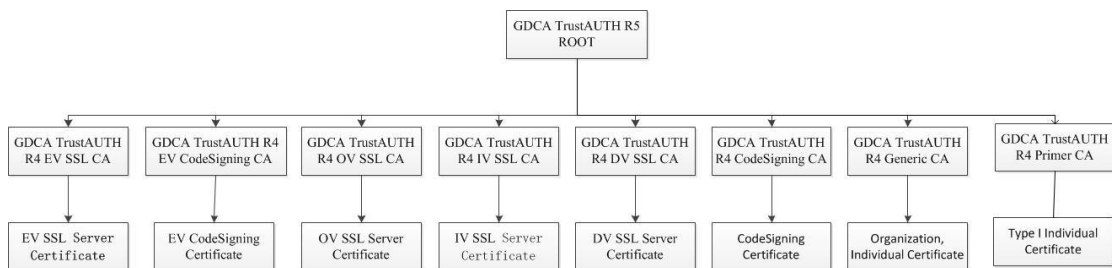 GDCA TrustAUTH R5
ROOT
GDCA TrustAUTH
R4 EV SSL CA
GDCA TrustAUTH R4
EV CodeSigning CA
GDCA TrustAUTH
R4 OV SSL CA
GDCA TrustAUTH
R4 IV SSL CA
GDCA TrustAUTH
R4 DV SSL CA
GDCA TrustAUTH
R4 CodeSigning CA
GDCA TrustAUTH
R4 Generic CA
GDCA TrustAUTH
R4 Primer CA
EV SSL Server
Certificate
EV CodeSigning
Certificate
OV SSL Server
Certificate
IV SSL Server
Certificate
DV SSL Server
Certificate
CodeSigning
Certificate
Organization,
Individual Certificate
Type I Individual
Certificate